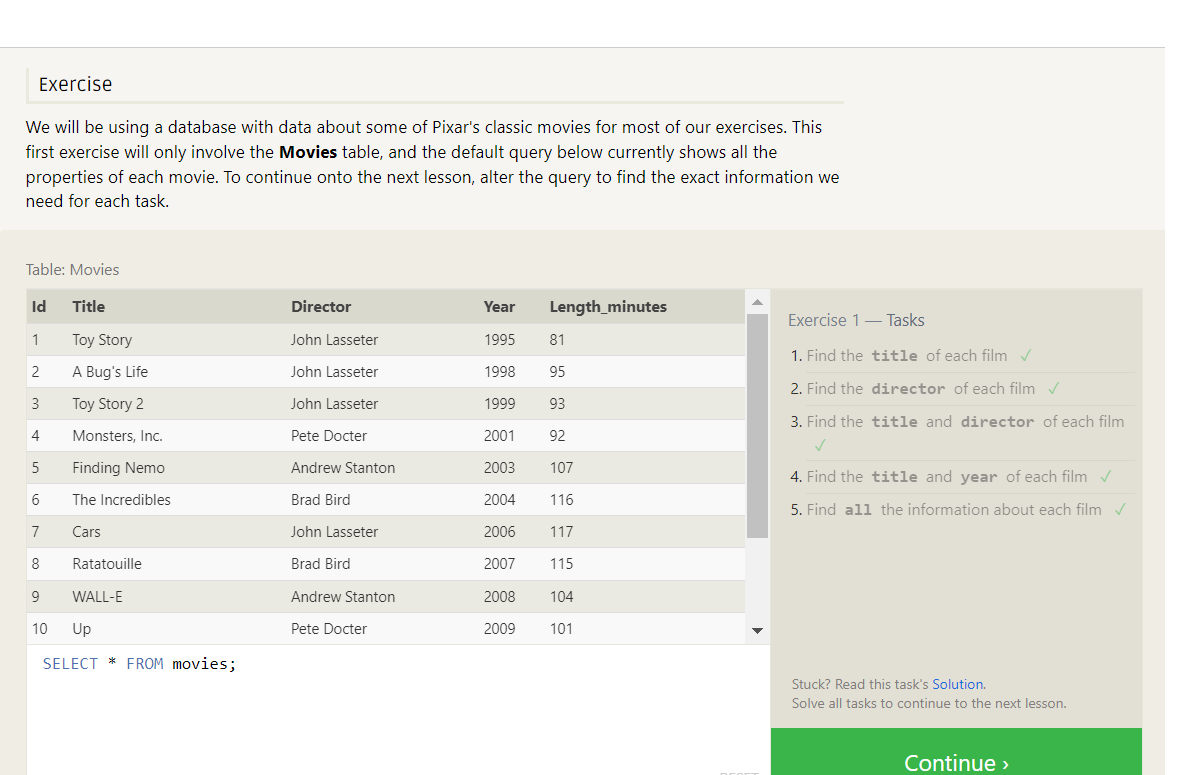 Exercise
We will be using a database with data about some of Pixar's classic movies for most of our exercises. This
first exercise will only involve the Movies table, and the default query below currently shows all the
properties of each movie. To continue onto the next lesson, alter the query to find the exact information we
need for each task.
Table: Movies
Id Title Director Year Length_minutes
1 Toy Story John Lasseter 1995 81
2 A Bug's Life John Lasseter 1998 95
3 Toy Story 2 John Lasseter 1999 93
4 Monsters, Inc. Pete Docter 2001 92
5 Finding Nemo Andrew Stanton 2003 107
6 The Incredibles Brad Bird 2004 116
7 Cars John Lasseter 2006 117
8 Ratatouille Brad Bird 2007 115
9 WALL-E Andrew Stanton 2008 104
10 Up Pete Docter 2009 101
SELECT * FROM movies;
RESET
Exercise 1 — Tasks
1. Find the title of each film ✓
2. Find the director of each film ✓
3. Find the title and director of each film
✓
4. Find the title and year of each film ✓
5. Find all the information about each film ✓
Stuck? Read this task's Solution.
Solve all tasks to continue to the next lesson.
Continue ›